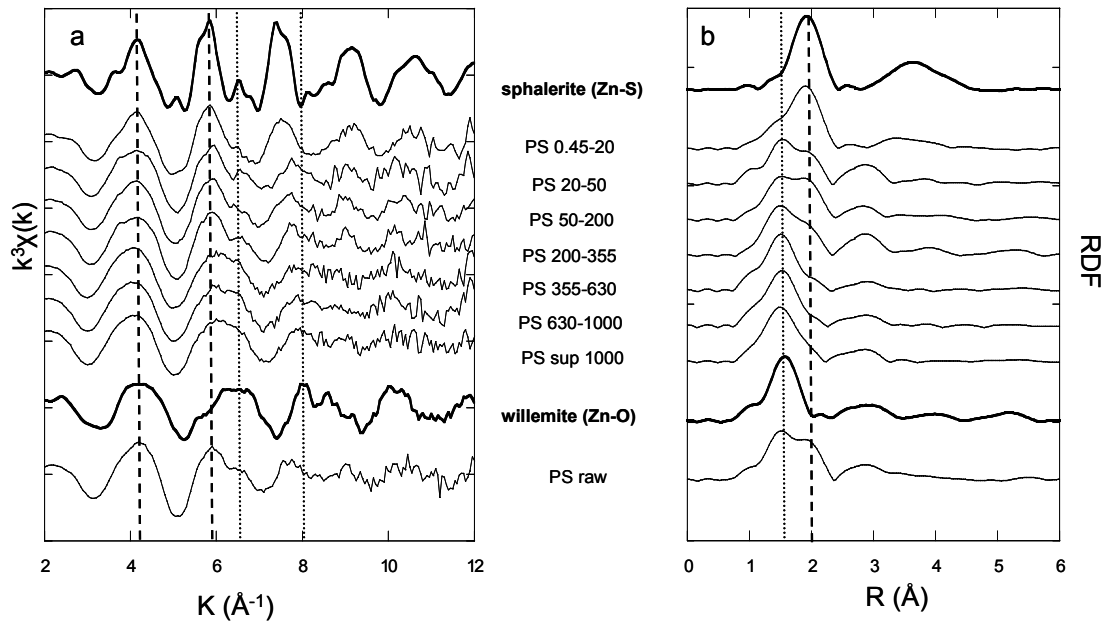 a
b
k³χ(k)
sphalerite (Zn-S)
PS 0.45-20
PS 20-50
PS 50-200
PS 200-355
PS 355-630
PS 630-1000
PS sup 1000
willemite (Zn-O)
PS raw
RDF
2 4 6 8 10 12
K (Å⁻¹)
0 1 2 3 4 5 6
R (Å)